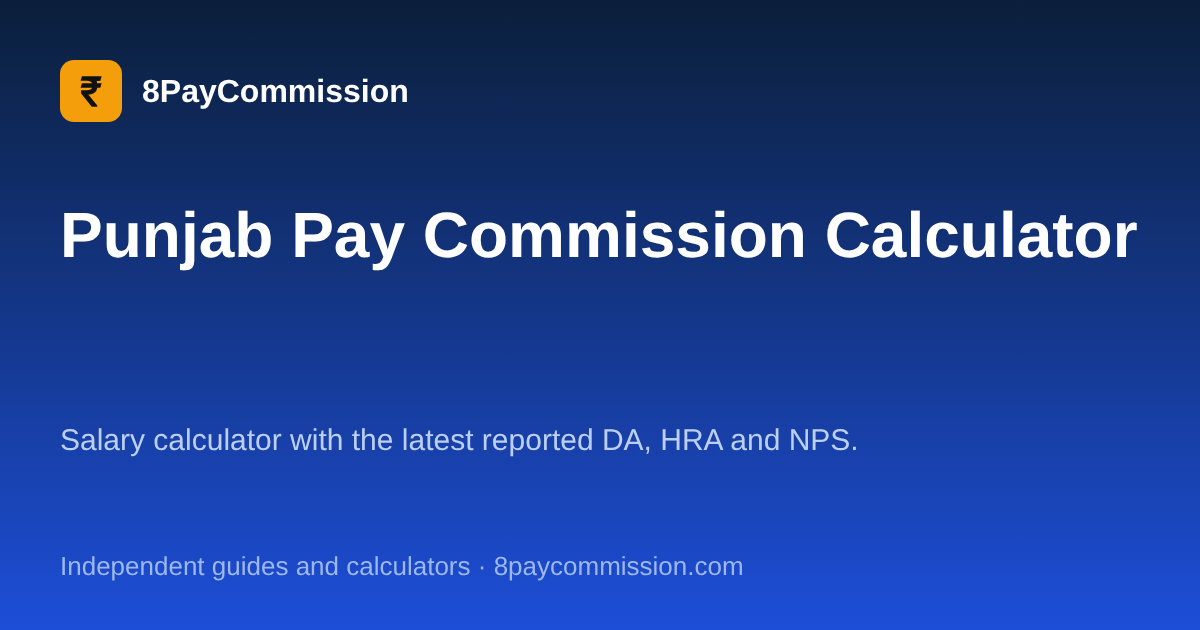 ₹
8PayCommission
Punjab Pay Commission Calculator
Salary calculator with the latest reported DA, HRA and NPS.
Independent guides and calculators · 8paycommission.com